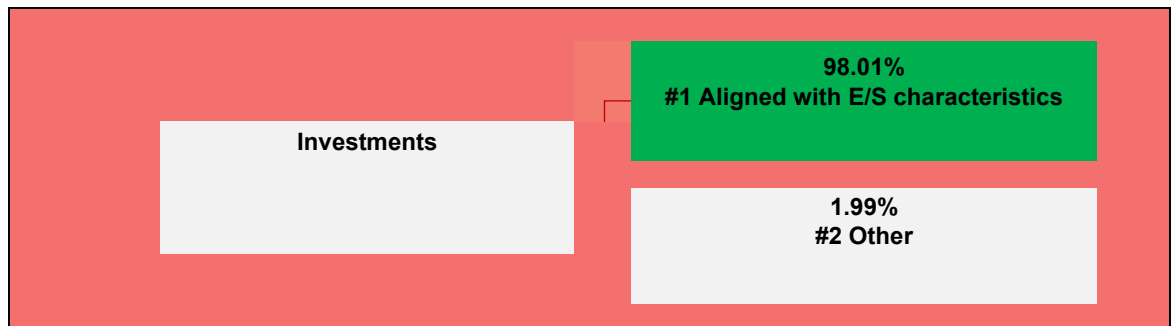 98.01%
#1 Aligned with E/S characteristics
Investments
1.99%
#2 Other